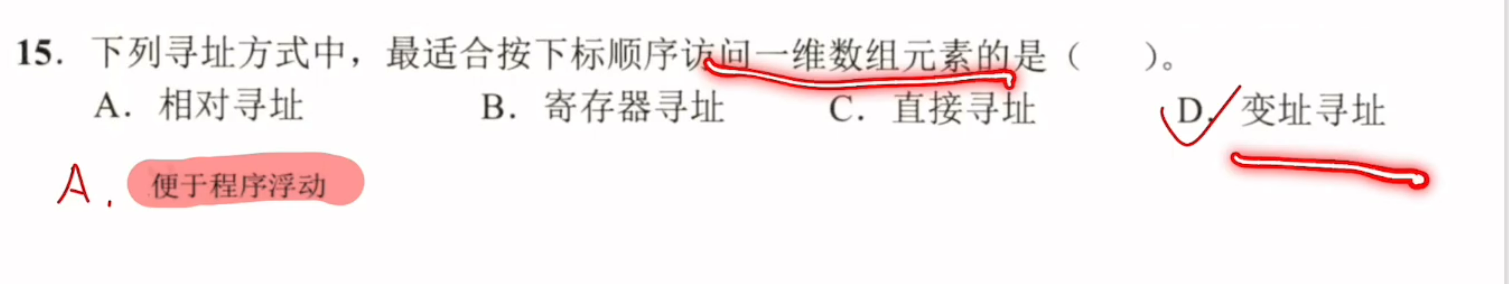 15. 下列寻址方式中，最适合按下标顺序访问一维数组元素的是（  ）。
A. 相对寻址 B. 寄存器寻址 C. 直接寻址 D. 变址寻址
A. 便于程序浮动